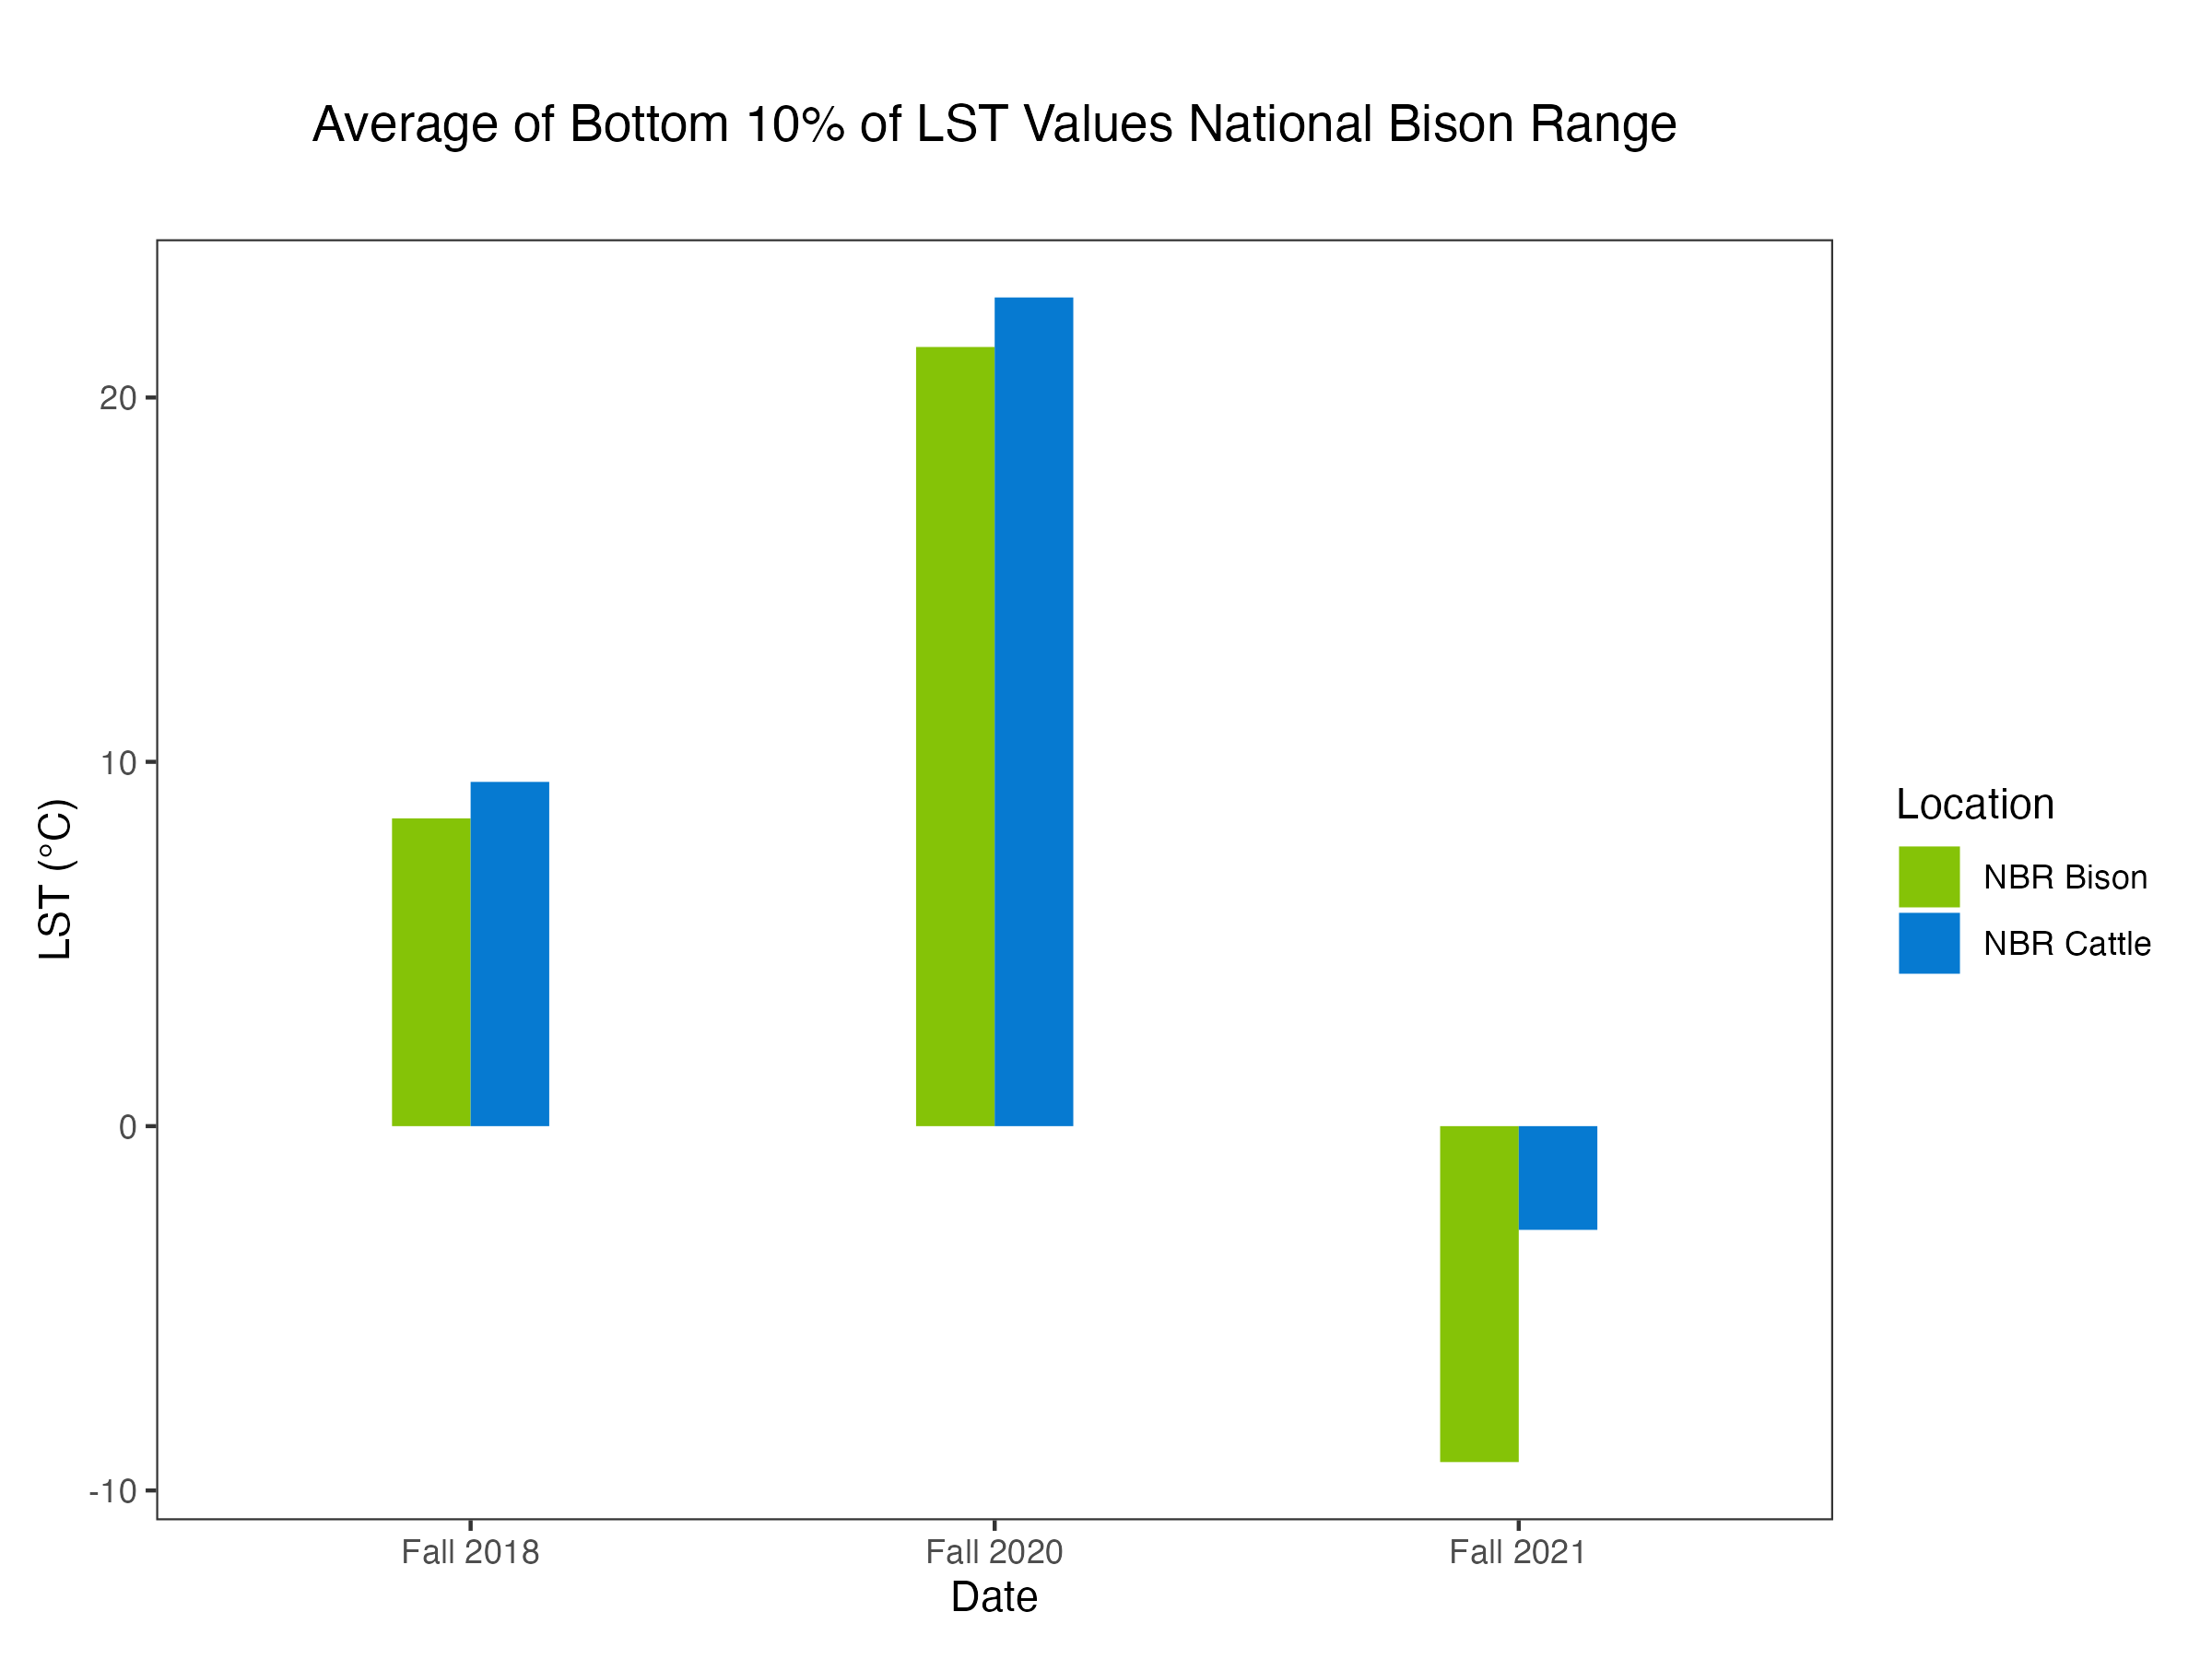 Average of Bottom 10% of LST Values National Bison Range
LST (°C)
20
10
0
-10
Fall 2018
Fall 2020
Fall 2021
Date
Location
NBR Bison
NBR Cattle